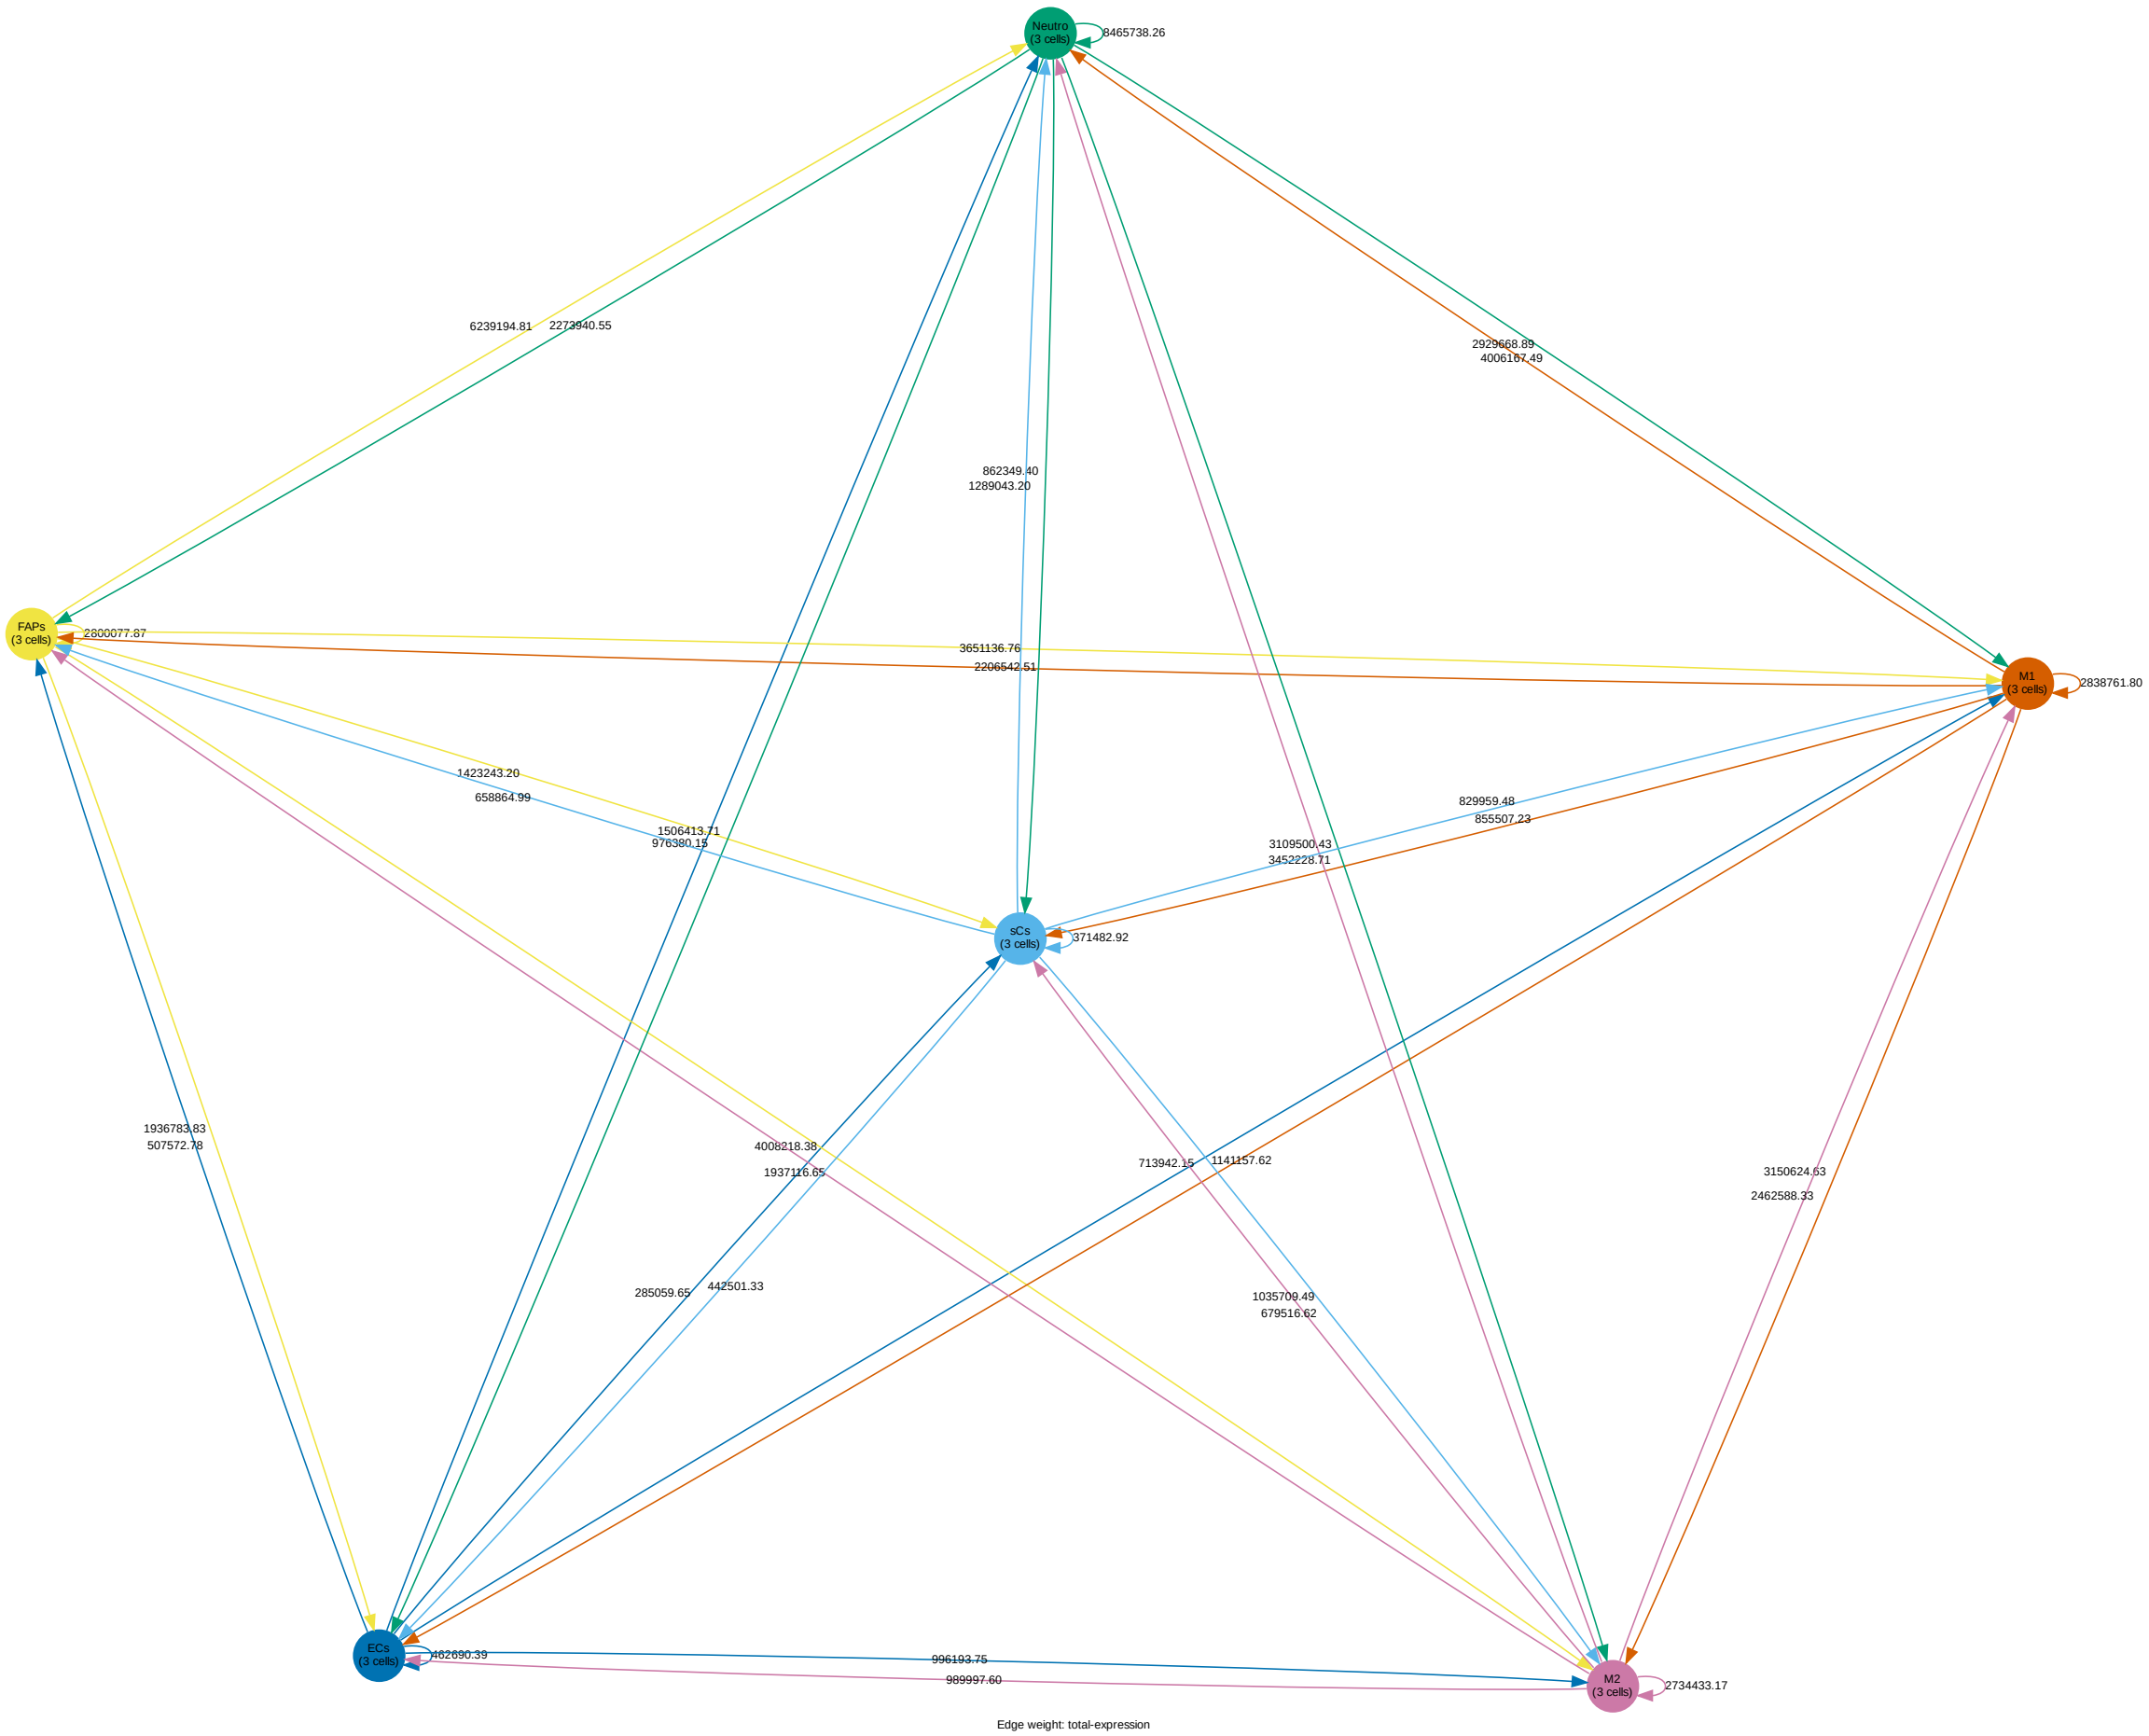 Neutro
(3 cells)
8465738.26
6239194.81
2273940.55
2929668.89
4006167.49
862349.40
1289043.20
FAPs
(3 cells)
2800077.87
3651136.76
2206542.51
M1
(3 cells)
2838761.80
1423243.20
658864.99
829959.48
855507.23
1506413.71
976380.15
3109500.43
3452228.71
sCs
(3 cells)
371482.92
1936783.83
507572.78
4008218.38
1937116.65
713942.15
1141157.62
3150624.63
2462588.33
285059.65
442501.33
1035709.49
679516.62
ECs
(3 cells)
462690.39
996193.75
989997.60
M2
(3 cells)
2734433.17
Edge weight: total-expression